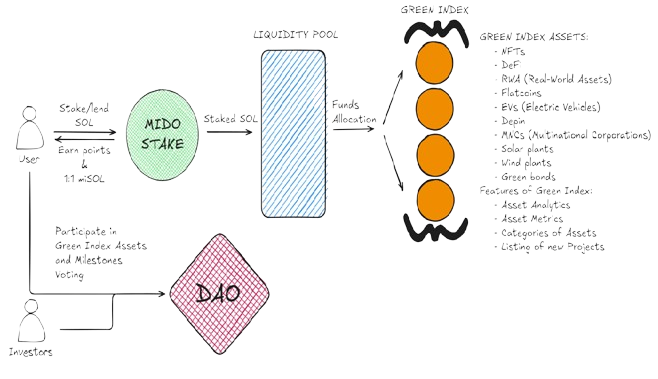 GREEN INDEX
LIQUIDITY POOL
GREEN INDEX ASSETS:
- NFTs
- DeFi
- RWA (Real-World Assets)
- Flatcoins
- EVs (Electric Vehicles)
- Depin
- MNCs (Mutinational Corporations)
- Solar plants
- Wind plants
- Green bonds
Features of Green Index:
- Asset Analytics
- Asset Metrics
- Categories of Assets
- Listing of new Projects
Stake/lend
SOL
Earn points
&
1:1 miSOL
User
MIDO
STAKE
Staked SOL
Funds
Allocation
Participate in
Green Index Assets
and Milestones
Voting
DAO
Investors